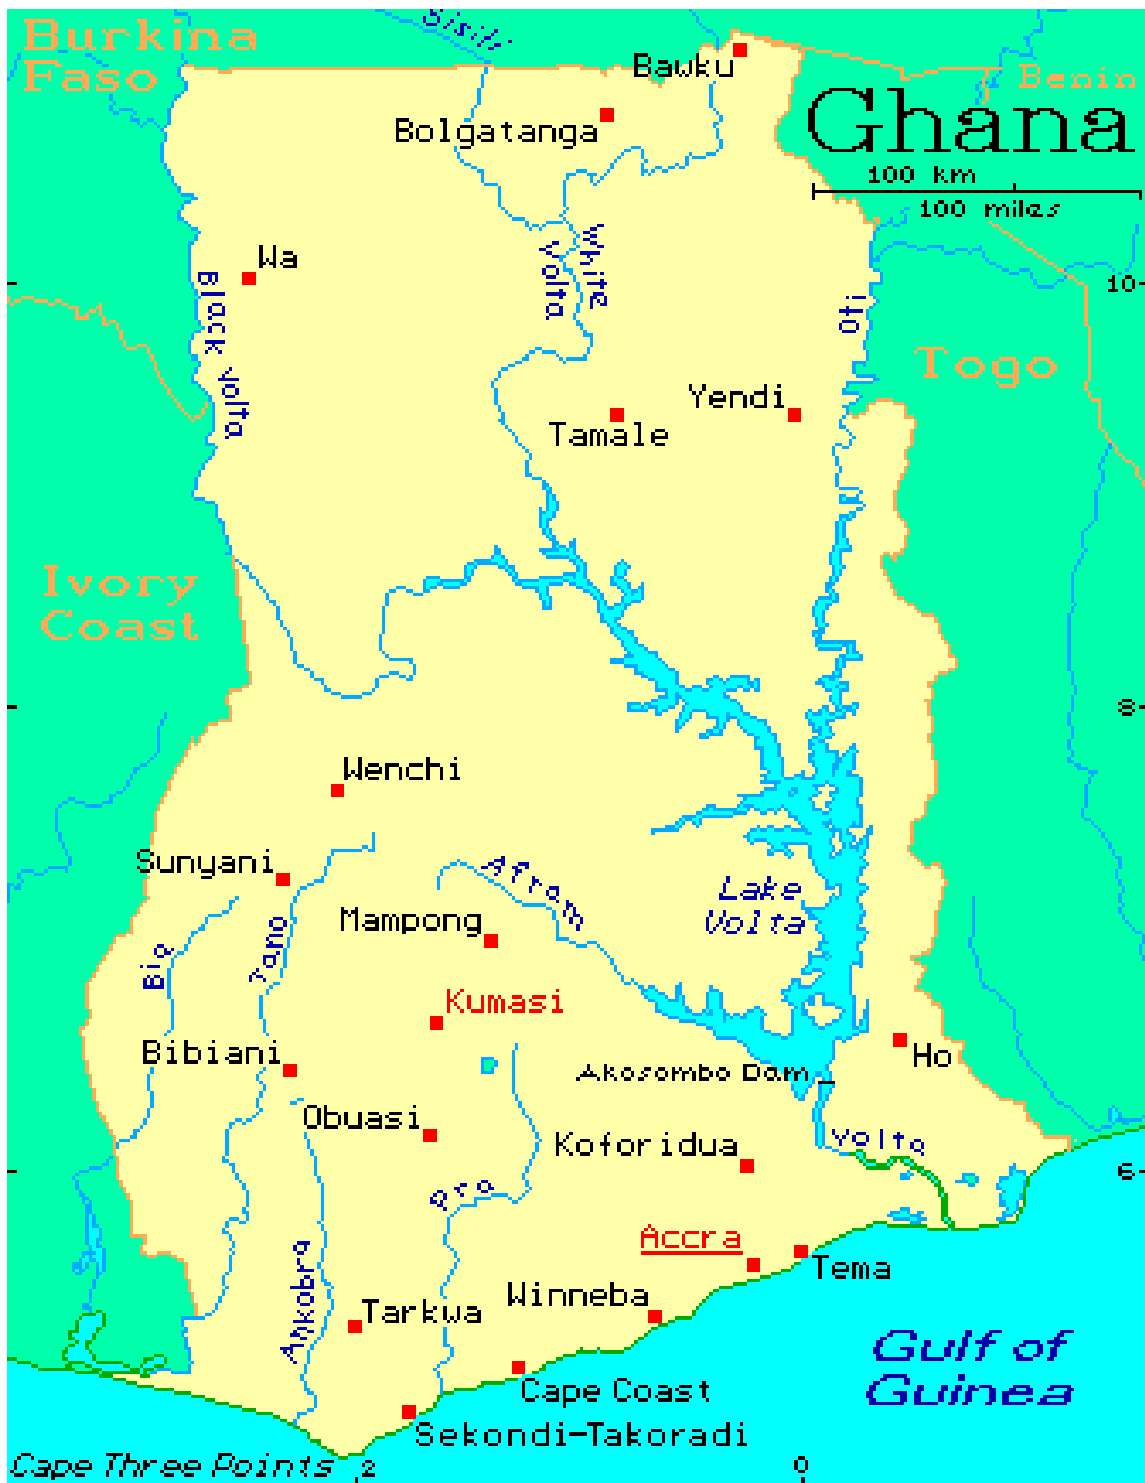 Burkina
Faso
Sisili
Bawku
Benin
Ghana
Bolgatanga
100 km
100 miles
White
Volta
Wa
Black Volta
10
Oti
Togo
Yendi
Tamale
Ivory
Coast
8
Wenchi
Sunyani
Afram
Lake
Volta
Mampong
Tano
Big
Kumasi
Bibiani
Ho
Akosombo Dam
Obuasi
Koforidua
Volta
6
Pra
Accra
Tema
Ankobra
Winneba
Tarkwa
Gulf of
Guinea
Cape Coast
Sekondi-Takoradi
Cape Three Points
2
0